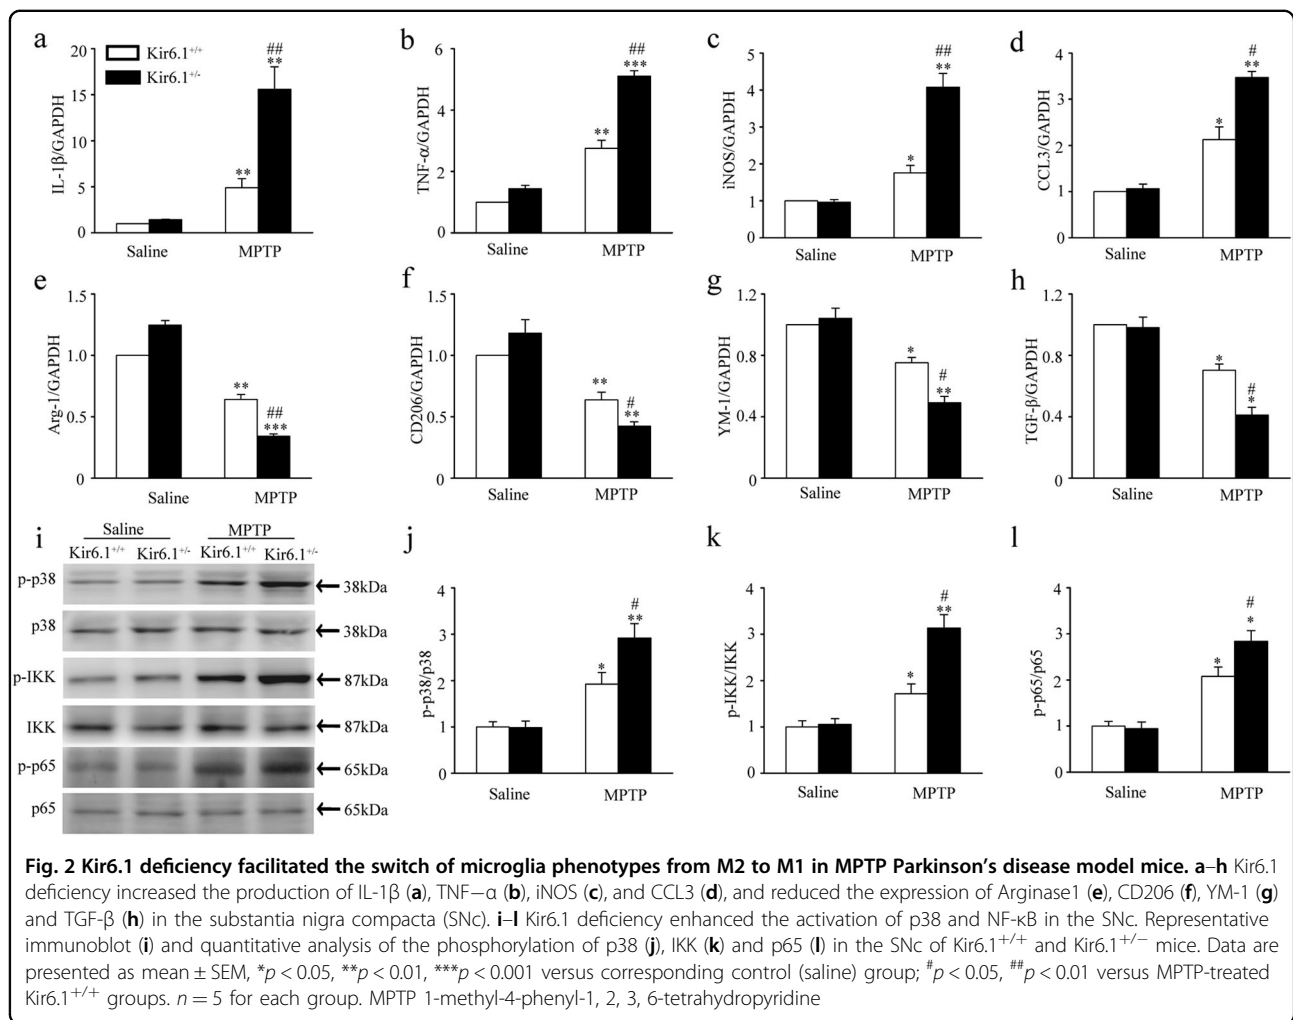 a
Kir6.1+/+
Kir6.1+/-
IL-1β/GAPDH
20
15
10
5
0
**
##
**
Saline
MPTP
b
TNF-α/GAPDH
6
4
2
0
**
##
***
Saline
MPTP
c
iNOS/GAPDH
5
4
3
2
1
0
*
##
**
Saline
MPTP
d
CCL3/GAPDH
4
3
2
1
0
*
#
**
Saline
MPTP
e
Arg-1/GAPDH
1.5
1.0
0.5
0
**
##
***
Saline
MPTP
f
CD206/GAPDH
1.5
1.0
0.5
0
**
#
**
Saline
MPTP
g
YM-1/GAPDH
1.2
0.8
0.4
0
*
#
**
Saline
MPTP
h
TGF-β/GAPDH
1.2
0.8
0.4
0
*
#
*
Saline
MPTP
i
Saline MPTP
Kir6.1+/+ Kir6.1+/- Kir6.1+/+ Kir6.1+/-
p-p38 38kDa
p38 38kDa
p-IKK 87kDa
IKK 87kDa
p-p65 65kDa
p65 65kDa
j
p-p38/p38
4
3
2
1
0
*
#
**
Saline
MPTP
k
p-IKK/IKK
4
3
2
1
0
*
#
**
Saline
MPTP
l
p-p65/p65
4
3
2
1
0
*
#
*
Saline
MPTP
Fig. 2 Kir6.1 deficiency facilitated the switch of microglia phenotypes from M2 to M1 in MPTP Parkinson's disease model mice. a–h Kir6.1
deficiency increased the production of IL-1β (a), TNF−α (b), iNOS (c), and CCL3 (d), and reduced the expression of Arginase1 (e), CD206 (f), YM-1 (g)
and TGF-β (h) in the substantia nigra compacta (SNc). i–l Kir6.1 deficiency enhanced the activation of p38 and NF-κB in the SNc. Representative
immunoblot (i) and quantitative analysis of the phosphorylation of p38 (j), IKK (k) and p65 (l) in the SNc of Kir6.1+/+ and Kir6.1+/− mice. Data are
presented as mean ± SEM, *p < 0.05, **p < 0.01, ***p < 0.001 versus corresponding control (saline) group; #p < 0.05, ##p < 0.01 versus MPTP-treated
Kir6.1+/+ groups. n = 5 for each group. MPTP 1-methyl-4-phenyl-1, 2, 3, 6-tetrahydropyridine